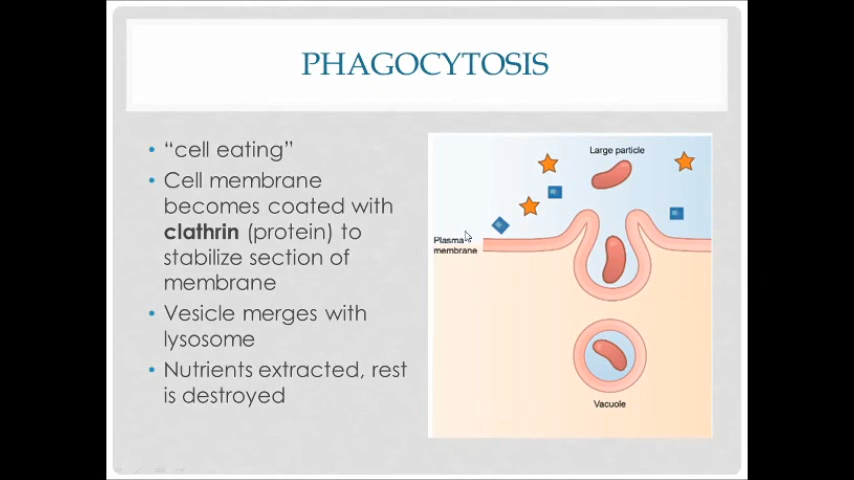 PHAGOCYTOSIS
• “cell eating”
• Cell membrane
becomes coated with
clathrin (protein) to
stabilize section of
membrane
• Vesicle merges with
lysosome
• Nutrients extracted, rest
is destroyed
Large particle
Plasma
membrane
Vacuole